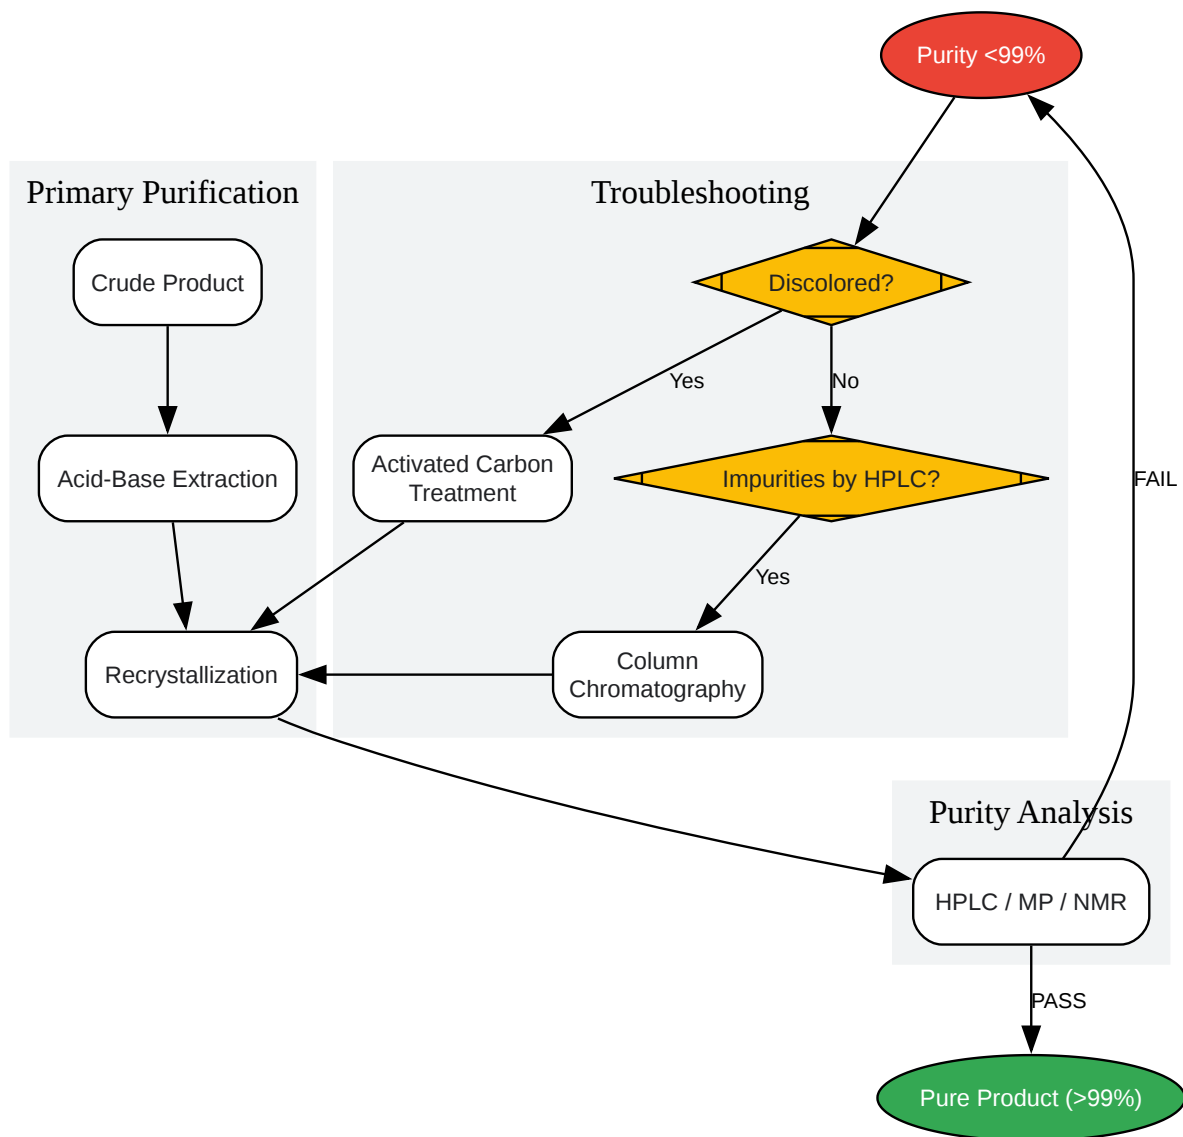 Purity <99%
Primary Purification
Troubleshooting
Crude Product
Discolored?
Yes
No
Acid-Base Extraction
Activated Carbon
Treatment
Impurities by HPLC?
FAIL
Yes
Recrystallization
Column
Chromatography
Purity Analysis
HPLC / MP / NMR
PASS
Pure Product (>99%)